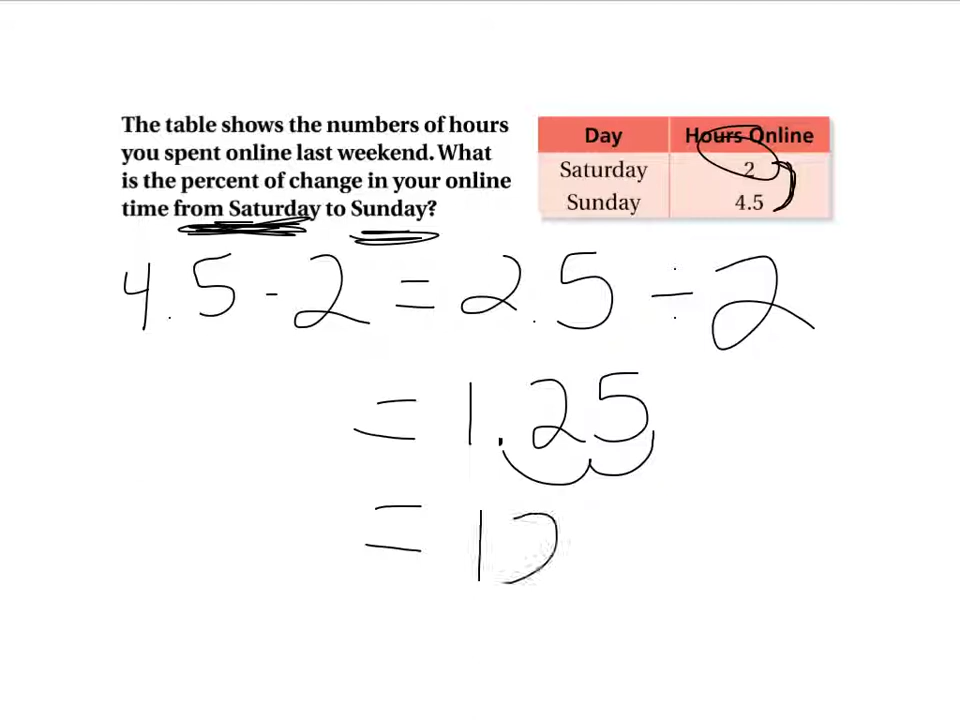 The table shows the numbers of hours
you spent online last weekend. What
is the percent of change in your online
time from Saturday to Sunday?
Day Hours Online
Saturday 2
Sunday 4.5
4.5 - 2 = 2.5 ÷ 2
= 1.25
= 12